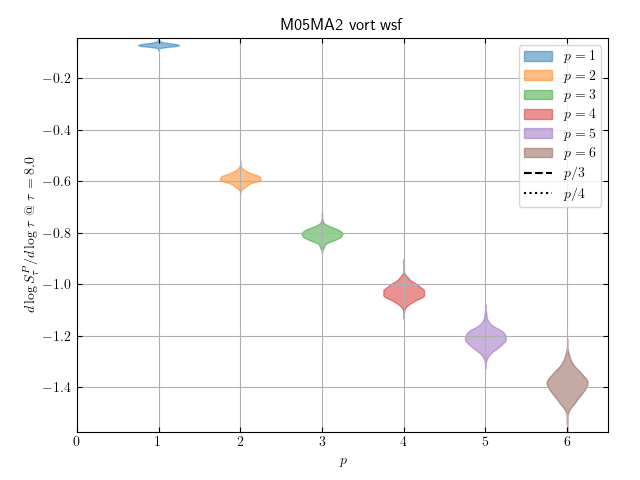 M05MA2 vort wsf
d log S_τ^P / d log τ @ τ = 8.0
−0.2
−0.4
−0.6
−0.8
−1.0
−1.2
−1.4
p = 1
p = 2
p = 3
p = 4
p = 5
p = 6
p/3
p/4
0 1 2 3 4 5 6
p